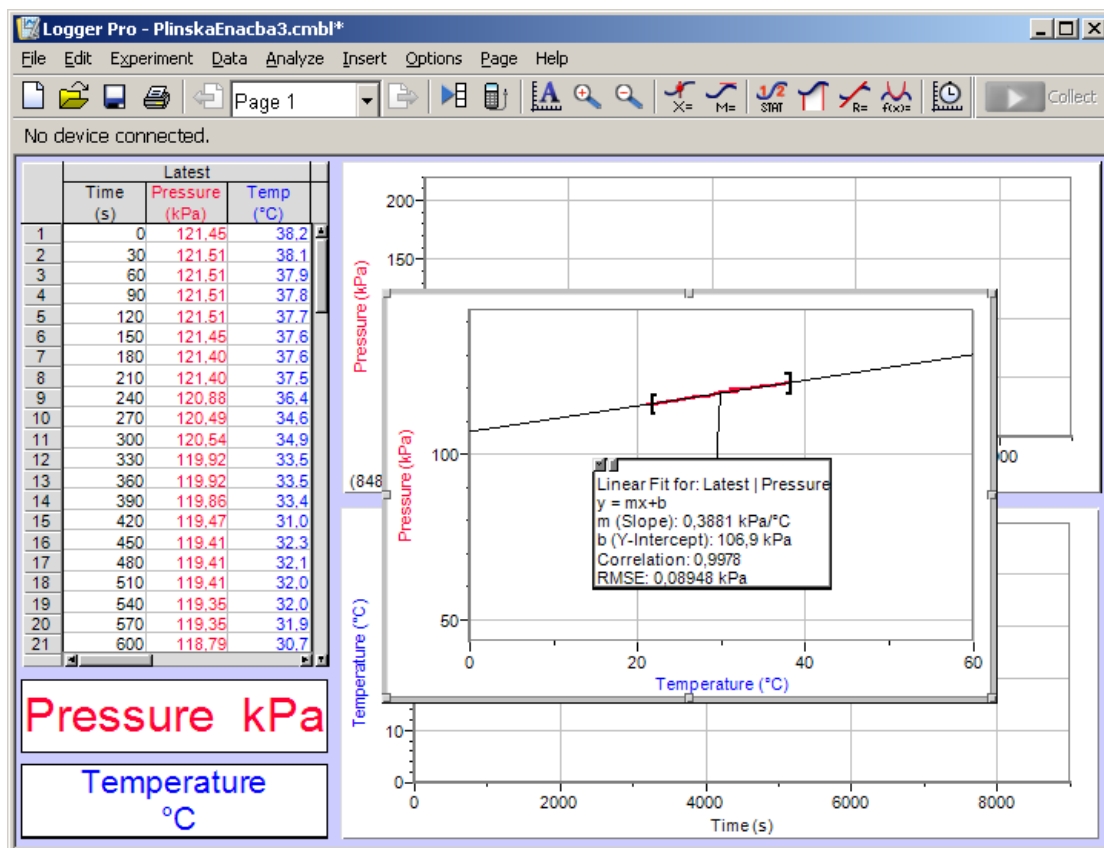 Logger Pro - PlinskaEnacba3.cmbl*
File Edit Experiment Data Analyze Insert Options Page Help
Page 1
X= M= 1/2 STAT R= f(x)= Collect
No device connected.
Latest
Time Pressure Temp
(s) (kPa) (°C)
1 0 121,45 38,2
2 30 121,51 38,1
3 60 121,51 37,9
4 90 121,51 37,8
5 120 121,51 37,7
6 150 121,45 37,6
7 180 121,40 37,6
8 210 121,40 37,5
9 240 120,88 36,4
10 270 120,49 34,6
11 300 120,54 34,9
12 330 119,92 33,5
13 360 119,92 33,5
14 390 119,86 33,4
15 420 119,47 31,0
16 450 119,41 32,3
17 480 119,41 32,1
18 510 119,41 32,0
19 540 119,35 32,0
20 570 119,35 31,9
21 600 118,79 30,7
Pressure kPa
Temperature
°C
200
150
Pressure (kPa)
(848
00
100
50
Pressure (kPa)
0 20 40 60
Temperature (°C)
Linear Fit for: Latest | Pressure
y = mx+b
m (Slope): 0,3881 kPa/°C
b (Y-Intercept): 106,9 kPa
Correlation: 0,9978
RMSE: 0,08948 kPa
Temperature (°C)
10
0
0 2000 4000 6000 8000
Time (s)